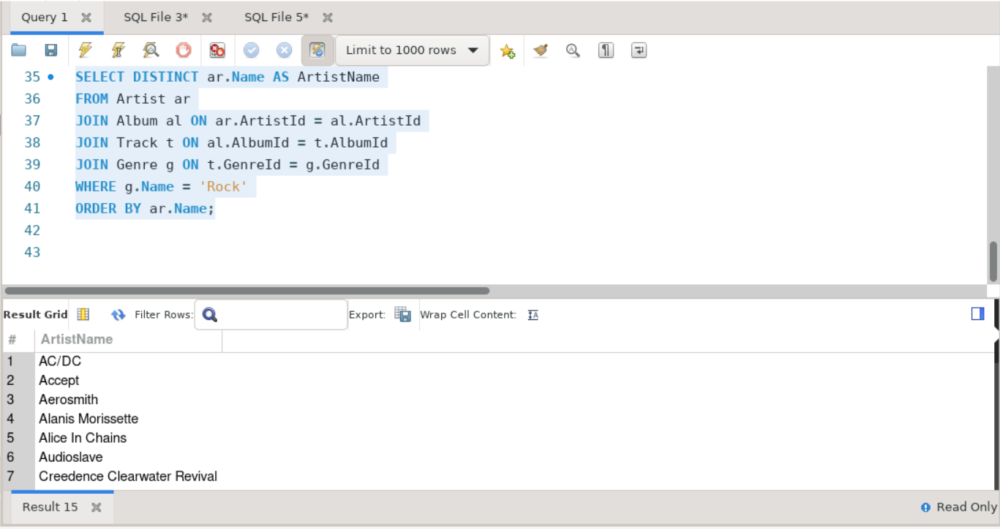 Query 1 SQL File 3* SQL File 5*
Limit to 1000 rows
35 SELECT DISTINCT ar.Name AS ArtistName
36 FROM Artist ar
37 JOIN Album al ON ar.ArtistId = al.ArtistId
38 JOIN Track t ON al.AlbumId = t.AlbumId
39 JOIN Genre g ON t.GenreId = g.GenreId
40 WHERE g.Name = 'Rock'
41 ORDER BY ar.Name;
42
43
Result Grid Filter Rows: Export: Wrap Cell Content: IA
# ArtistName
1 AC/DC
2 Accept
3 Aerosmith
4 Alanis Morissette
5 Alice In Chains
6 Audioslave
7 Creedence Clearwater Revival
Result 15 Read Only